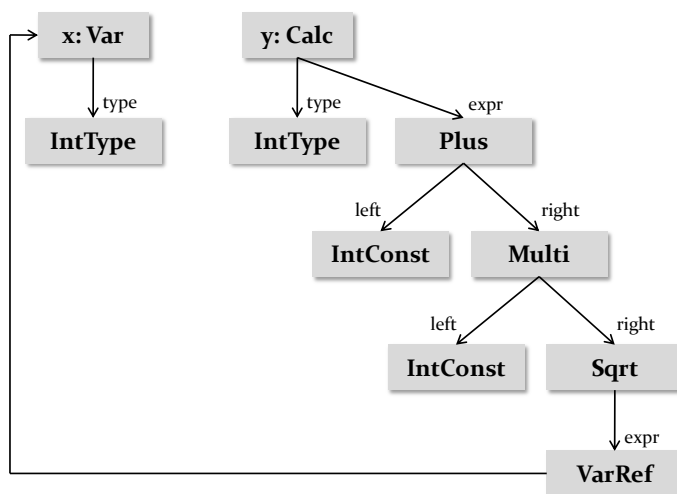 x: Var
y: Calc
type
type
expr
IntType
IntType
Plus
left
right
IntConst
Multi
left
right
IntConst
Sqrt
expr
VarRef